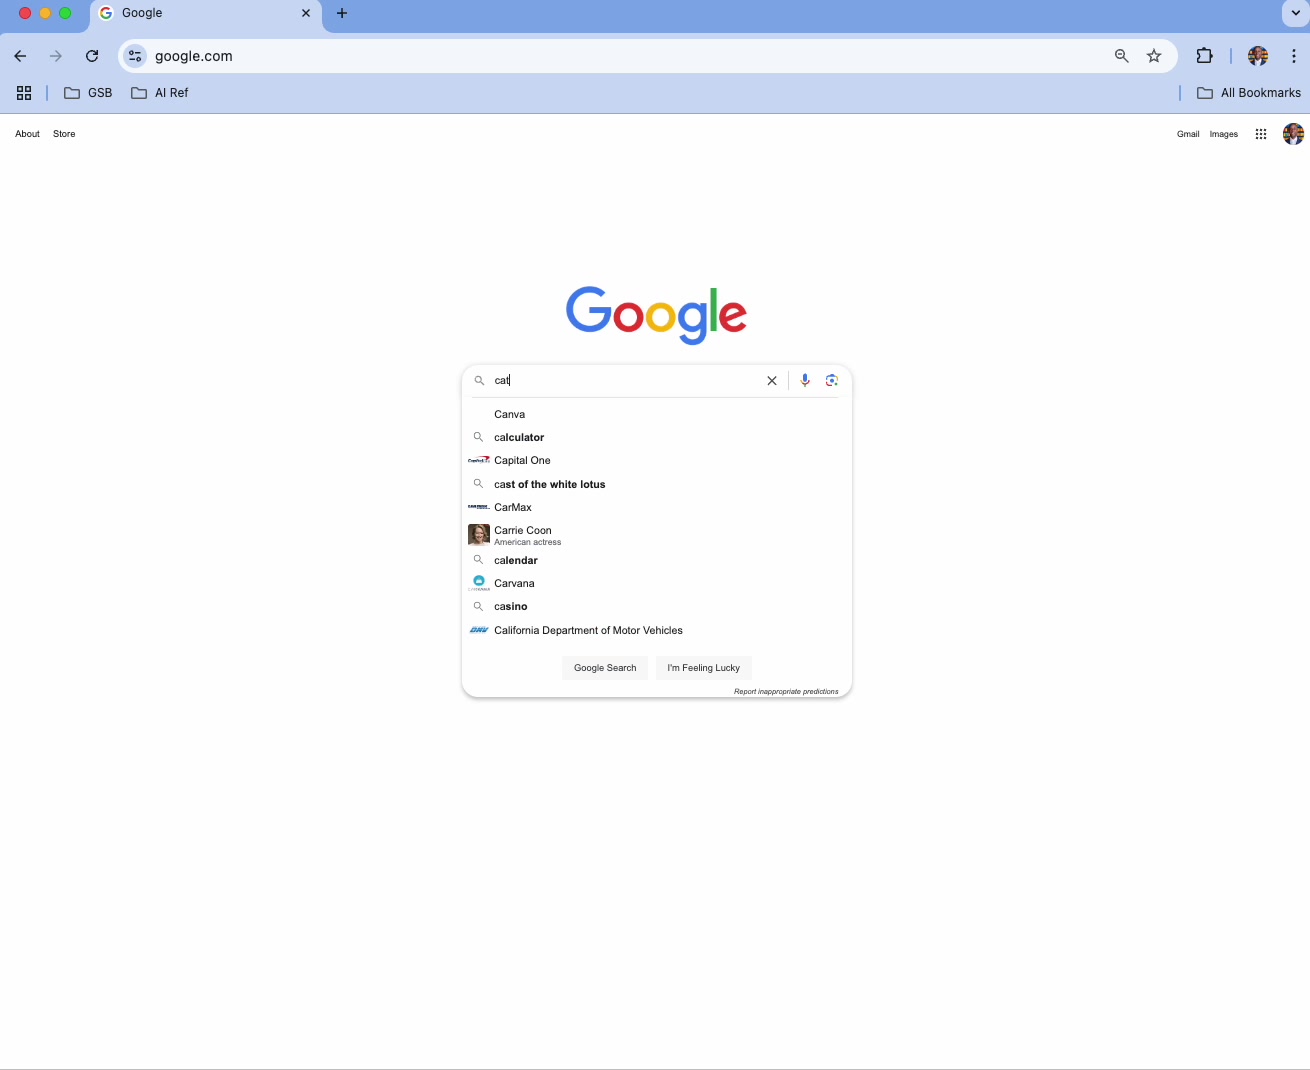 Google
google.com
GSB
AI Ref
All Bookmarks
About
Store
Gmail
Images
Google
cat
Canva
calculator
Capital One
cast of the white lotus
CarMax
Carrie Coon
American actress
calendar
Carvana
casino
DMV
California Department of Motor Vehicles
Google Search
I'm Feeling Lucky
Report inappropriate predictions